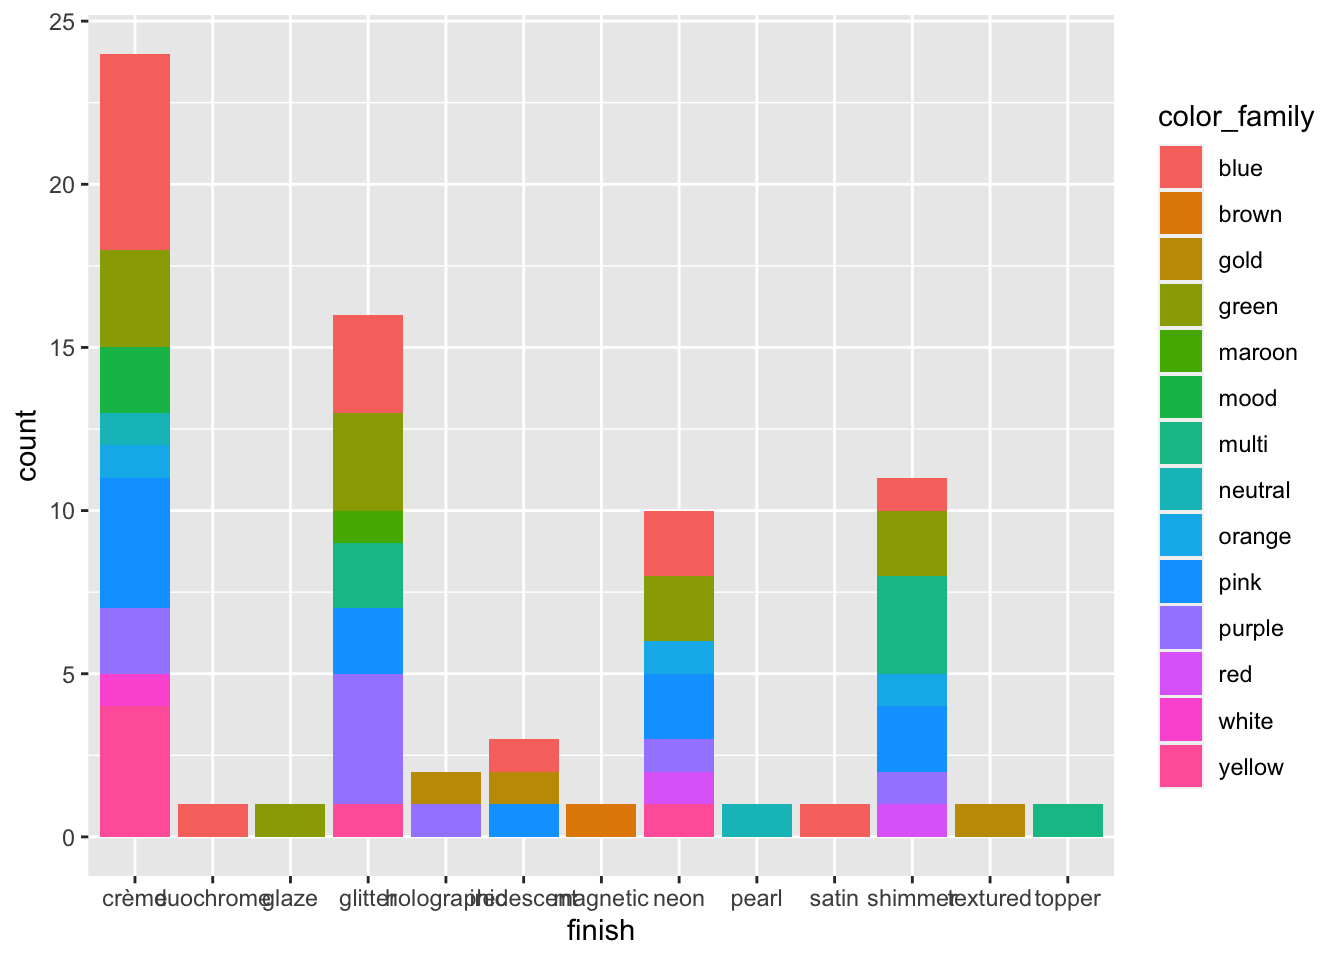 25
20
15
10
5
0
count
crème duochrome glaze glitter holographic iridescent magnetic neon pearl satin shimmer textured topper
finish
color_family
blue
brown
gold
green
maroon
mood
multi
neutral
orange
pink
purple
red
white
yellow